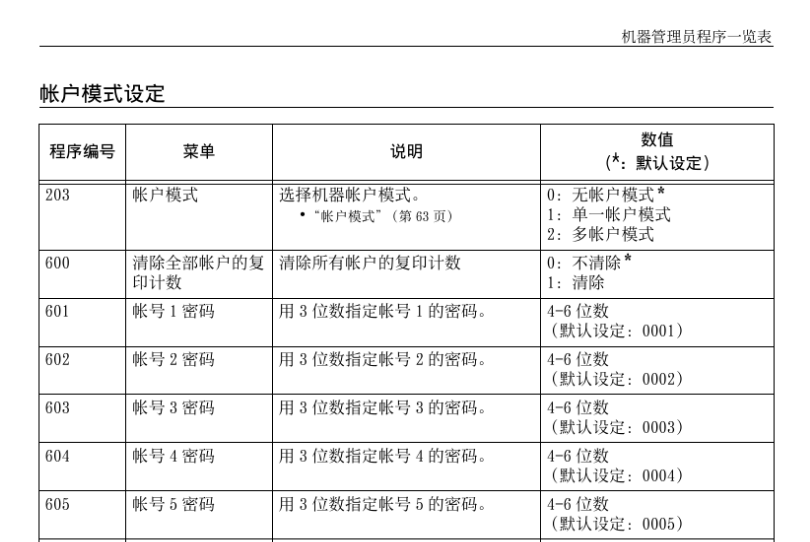 机器管理员程序一览表
帐户模式设定
程序编号 菜单 说明 数值
(*: 默认设定)
203 帐户模式 选择机器帐户模式。 0: 无帐户模式*
• “帐户模式” (第 63 页) 1: 单一帐户模式
2: 多帐户模式
600 清除全部帐户的复 清除所有帐户的复印计数 0: 不清除*
印计数 1: 清除
601 帐号 1 密码 用 3 位数指定帐号 1 的密码。 4-6 位数
(默认设定: 0001)
602 帐号 2 密码 用 3 位数指定帐号 2 的密码。 4-6 位数
(默认设定: 0002)
603 帐号 3 密码 用 3 位数指定帐号 3 的密码。 4-6 位数
(默认设定: 0003)
604 帐号 4 密码 用 3 位数指定帐号 4 的密码。 4-6 位数
(默认设定: 0004)
605 帐号 5 密码 用 3 位数指定帐号 5 的密码。 4-6 位数
(默认设定: 0005)